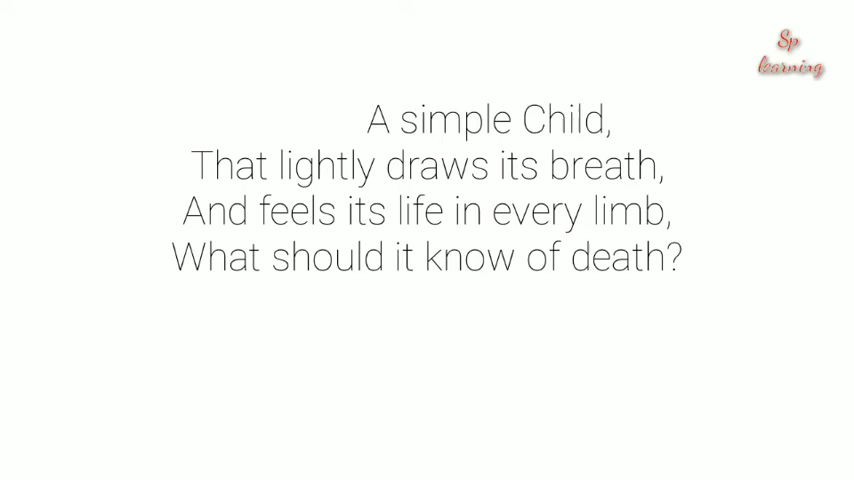 Sp
learning
A simple Child,
That lightly draws its breath,
And feels its life in every limb,
What should it know of death?